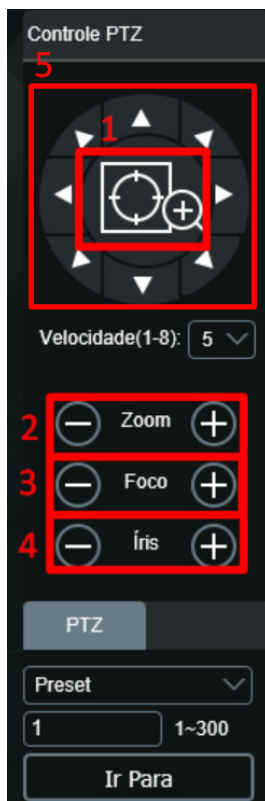 Controle PTZ
5
1
Velocidade(1-8): 5
2 Zoom
3 Foco
4 Íris
PTZ
Preset
1 1~300
Ir Para